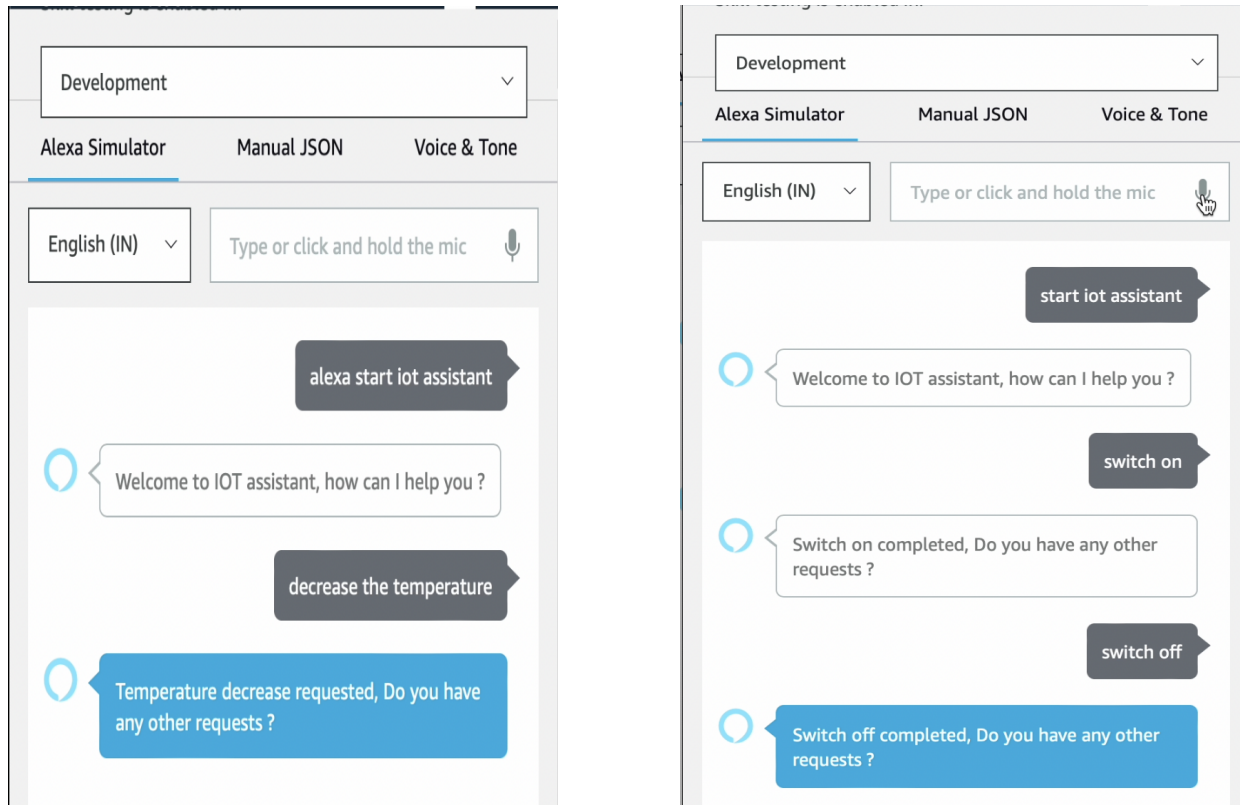 Development
Alexa Simulator Manual JSON Voice & Tone
English (IN) Type or click and hold the mic
alexa start iot assistant
Welcome to IOT assistant, how can I help you ?
decrease the temperature
Temperature decrease requested, Do you have
any other requests ?
Development
Alexa Simulator Manual JSON Voice & Tone
English (IN) Type or click and hold the mic
start iot assistant
Welcome to IOT assistant, how can I help you ?
switch on
Switch on completed, Do you have any other
requests ?
switch off
Switch off completed, Do you have any other
requests ?